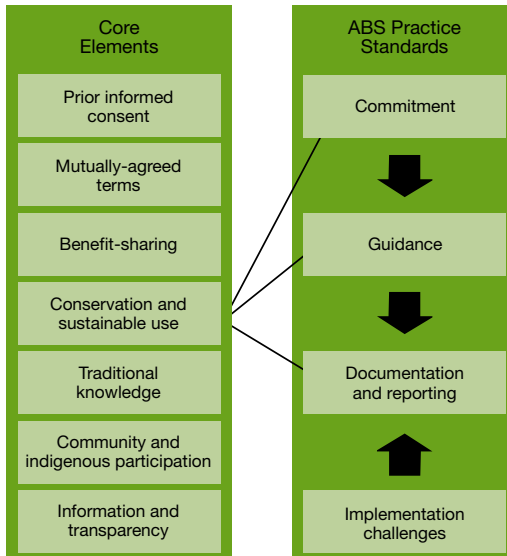 Core
Elements
Prior informed
consent
Mutually-agreed
terms
Benefit-sharing
Conservation and
sustainable use
Traditional
knowledge
Community and
indigenous participation
Information and
transparency
ABS Practice
Standards
Commitment
Guidance
Documentation
and reporting
Implementation
challenges